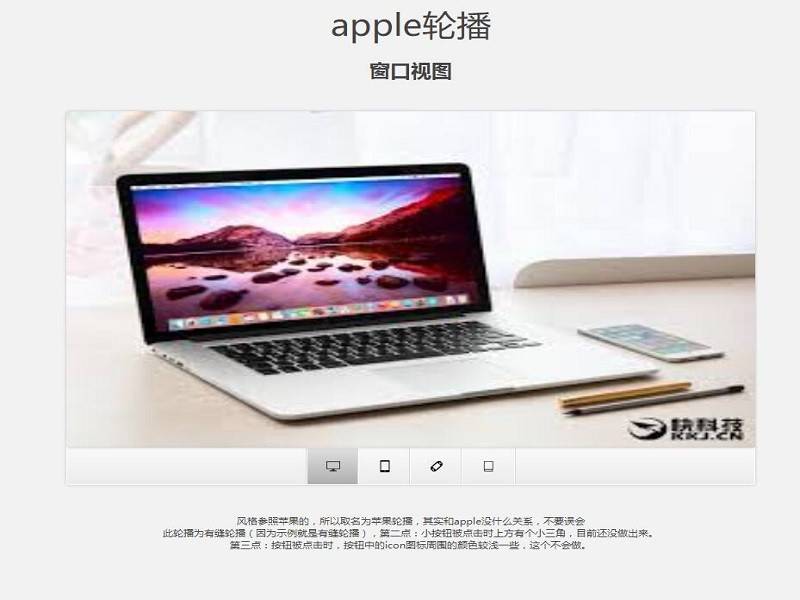 apple轮播
窗口视图
快科技
KKJ.CN
风格参照苹果的，所以取名为苹果轮播，其实和apple没什么关系，不要误会
此轮播为有缝轮播（因为示例就是有缝轮播），第二点：小按钮被点击时上方有个小三角，目前还没做出来。
第三点：按钮被点击时，按钮中的icon图标周围的颜色较浅一些，这个不会做。